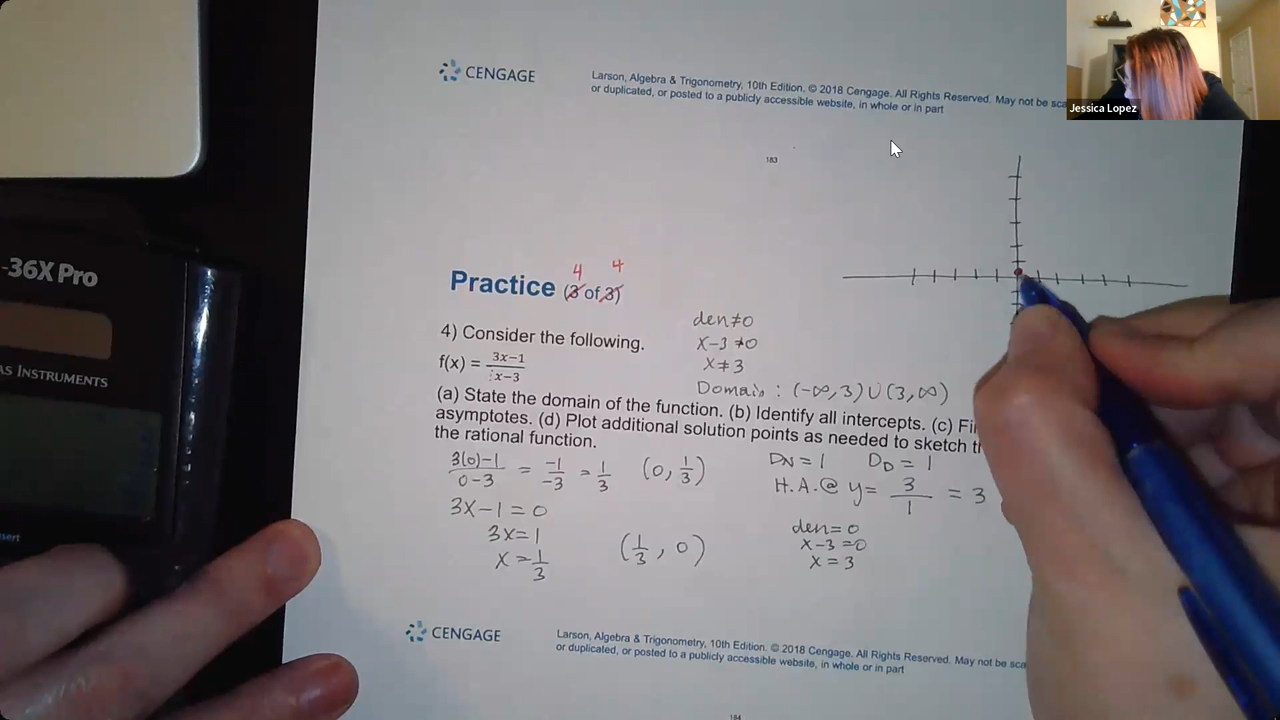 CENGAGE
Larson, Algebra & Trigonometry, 10th Edition. © 2018 Cengage. All Rights Reserved. May not be
or duplicated, or posted to a publicly accessible website, in whole or in part
Jessica Lopez
183
-36X Pro
INSTRUMENTS
4 4
Practice (3 of 3)
4) Consider the following.
f(x) = 3x-1
x-3
den≠0
x-3≠0
x≠3
Domain : (-∞,3)∪(3,∞)
(a) State the domain of the function. (b) Identify all intercepts. (c)
asymptotes. (d) Plot additional solution points as needed to sketch
the rational function.
3(0)-1 / 0-3 = -1/-3 = 1/3 (0, 1/3)
3x-1=0
3x=1
x=1/3 (1/3, 0)
DN=1 DD=1
H.A.@ y= 3/1 = 3
den=0
x-3=0
x=3
CENGAGE
Larson, Algebra & Trigonometry, 10th Edition. © 2018 Cengage. All Rights Reserved. May not be
or duplicated, or posted to a publicly accessible website, in whole or in part
184